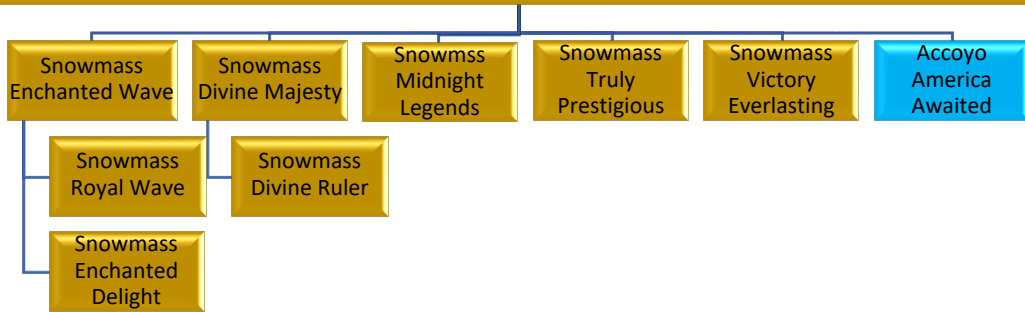 Snowmass
Enchanted Wave
Snowmass
Divine Majesty
Snowmss
Midnight
Legends
Snowmass
Truly
Prestigious
Snowmass
Victory
Everlasting
Accoyo
America
Awaited
Snowmass
Royal Wave
Snowmass
Divine Ruler
Snowmass
Enchanted
Delight